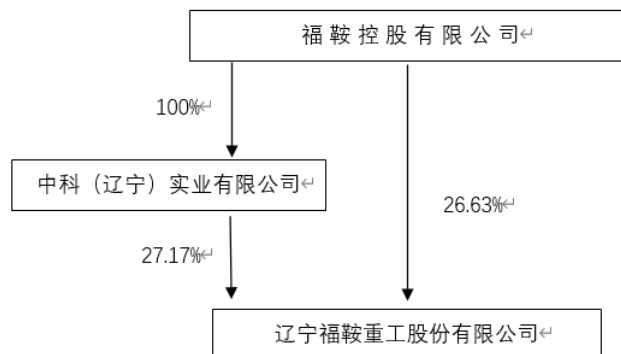 福鞍控股有限公司
100%
中科（辽宁）实业有限公司
26.63%
27.17%
辽宁福鞍重工股份有限公司